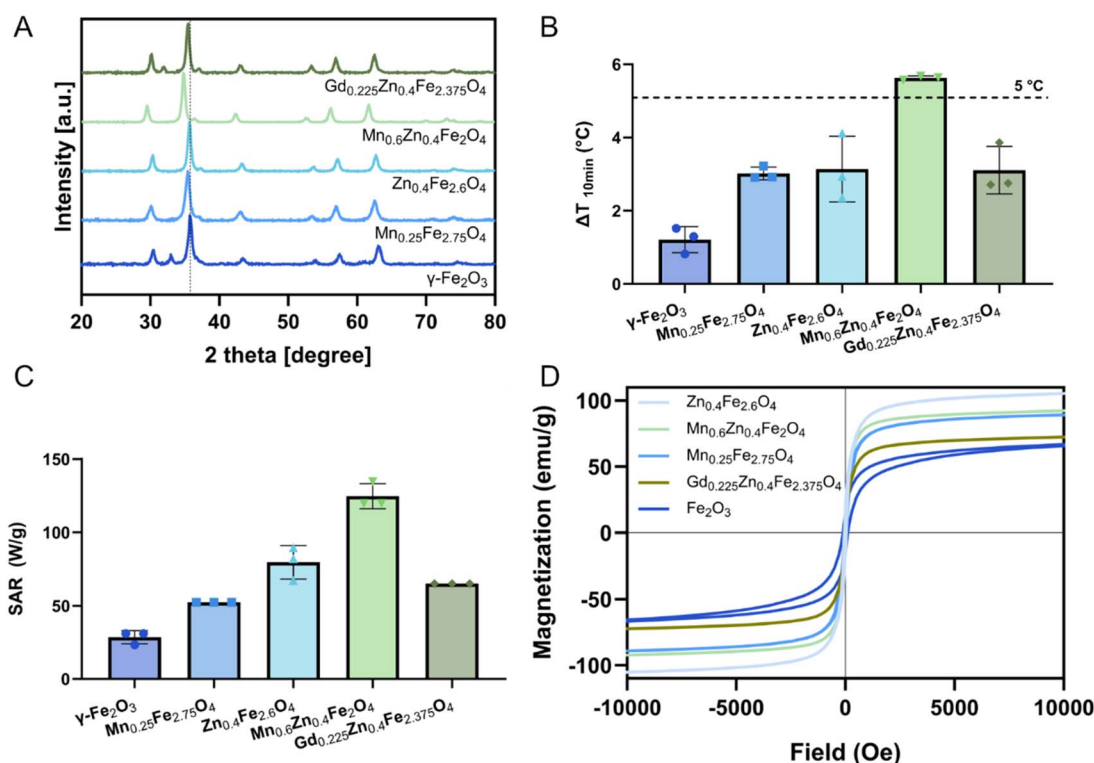 A
Intensity [a.u.]
Gd0.225Zn0.4Fe2.375O4
Mn0.6Zn0.4Fe2O4
Zn0.4Fe2.6O4
Mn0.25Fe2.75O4
γ-Fe2O3
20 30 40 50 60 70 80
2 theta [degree]
B
ΔT 10min (°C)
6
4
2
0
5 °C
γ-Fe2O3
Mn0.25Fe2.75O4
Zn0.4Fe2.6O4
Mn0.6Zn0.4Fe2O4
Gd0.225Zn0.4Fe2.375O4
C
SAR (W/g)
150
100
50
0
γ-Fe2O3
Mn0.25Fe2.75O4
Zn0.4Fe2.6O4
Mn0.6Zn0.4Fe2O4
Gd0.225Zn0.4Fe2.375O4
D
Magnetization (emu/g)
100
50
0
-50
-100
Zn0.4Fe2.6O4
Mn0.6Zn0.4Fe2O4
Mn0.25Fe2.75O4
Gd0.225Zn0.4Fe2.375O4
Fe2O3
-10000 -5000 0 5000 10000
Field (Oe)